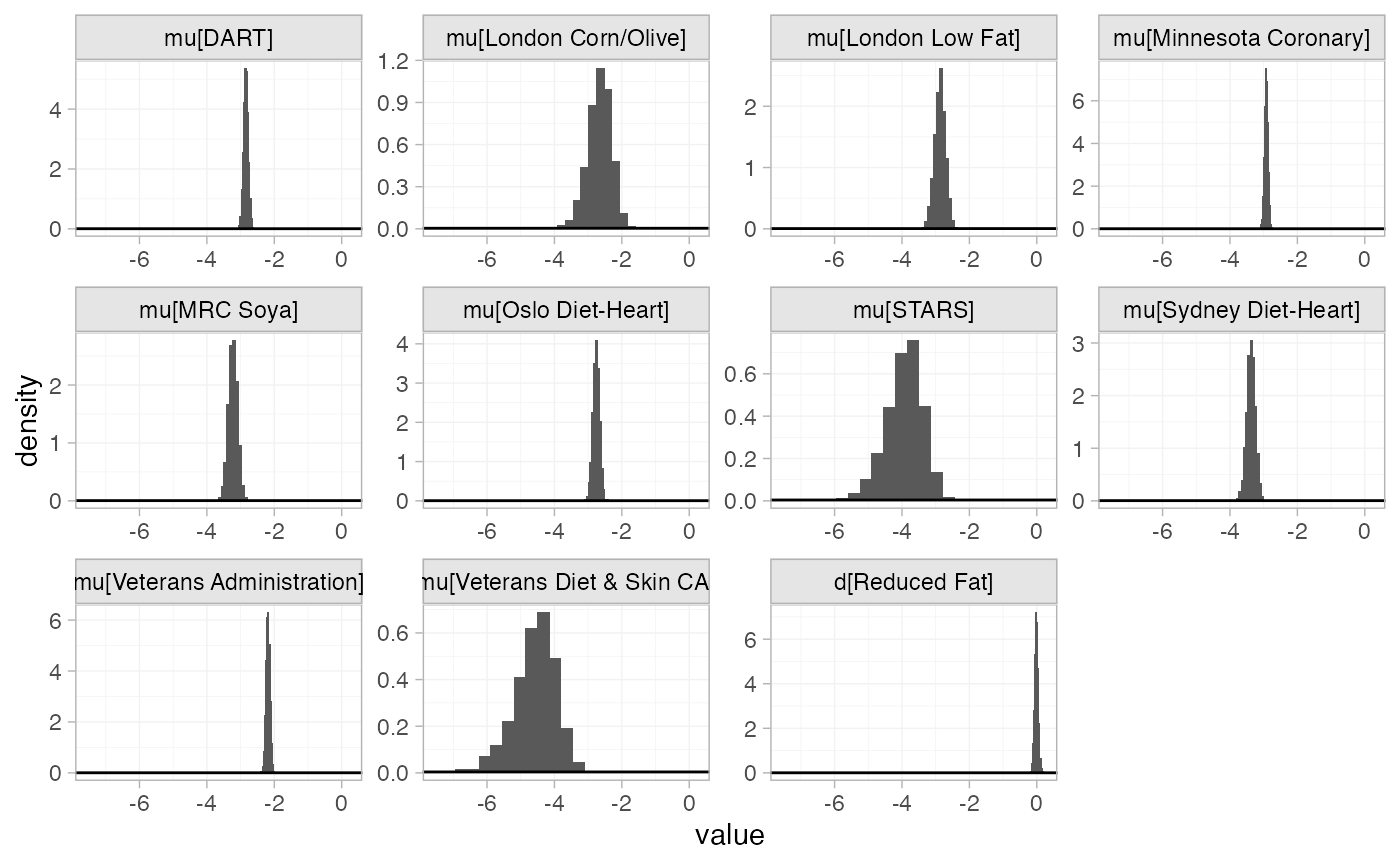 mu[DART]
mu[London Corn/Olive]
mu[London Low Fat]
mu[Minnesota Coronary]
4
2
0
1.2
0.9
0.6
0.3
0.0
2
1
0
6
4
2
0
-6 -4 -2 0
-6 -4 -2 0
-6 -4 -2 0
-6 -4 -2 0
mu[MRC Soya]
mu[Oslo Diet-Heart]
mu[STARS]
mu[Sydney Diet-Heart]
density
2
1
0
4
3
2
1
0
0.6
0.4
0.2
0.0
3
2
1
0
-6 -4 -2 0
-6 -4 -2 0
-6 -4 -2 0
-6 -4 -2 0
mu[Veterans Administration]
mu[Veterans Diet & Skin CA
d[Reduced Fat]
6
4
2
0
0.6
0.4
0.2
0.0
6
4
2
0
-6 -4 -2 0
-6 -4 -2 0
-6 -4 -2 0
value